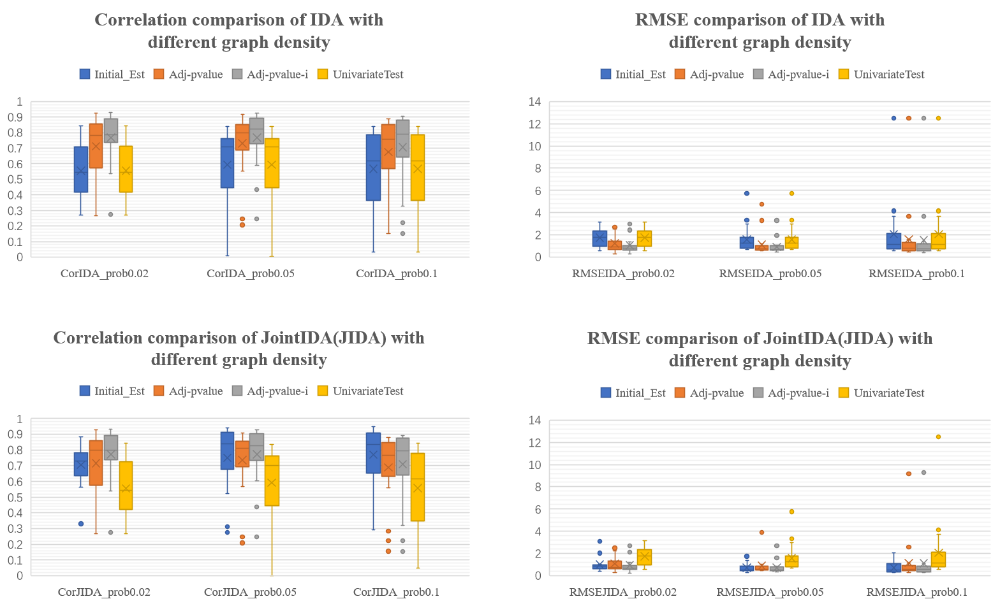 Correlation comparison of IDA with
different graph density
Initial_Est Adj-pvalue Adj-pvalue-i UnivariateTest
1
0.9
0.8
0.7
0.6
0.5
0.4
0.3
0.2
0.1
0
CorIDA_prob0.02 CorIDA_prob0.05 CorIDA_prob0.1
RMSE comparison of IDA with
different graph density
Initial_Est Adj-pvalue Adj-pvalue-i UnivariateTest
14
12
10
8
6
4
2
0
RMSEIDA_prob0.02 RMSEIDA_prob0.05 RMSEIDA_prob0.1
Correlation comparison of JointIDA(JIDA) with
different graph density
Initial_Est Adj-pvalue Adj-pvalue-i UnivariateTest
1
0.9
0.8
0.7
0.6
0.5
0.4
0.3
0.2
0.1
0
CorJIDA_prob0.02 CorJIDA_prob0.05 CorJIDA_prob0.1
RMSE comparison of JointIDA(JIDA) with
different graph density
Initial_Est Adj-pvalue Adj-pvalue-i UnivariateTest
14
12
10
8
6
4
2
0
RMSEJIDA_prob0.02 RMSEJIDA_prob0.05 RMSEJIDA_prob0.1